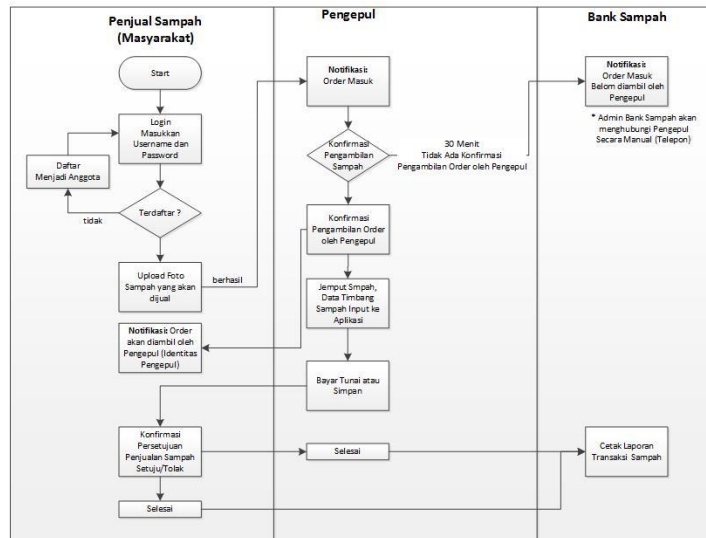 Penjual Sampah
(Masyarakat)
Pengepul
Bank Sampah
Start
Login
Masukkan
Username dan
Password
Daftar
Menjadi Anggota
tidak
Terdaftar ?
Upload Foto
Sampah yang akan
dijual
berhasil
Notifikasi:
Order Masuk
Konfirmasi
Pengambilan
Sampah
30 Menit
Tidak Ada Konfirmasi
Pengambilan Order oleh Pengepul
Notifikasi:
Order Masuk
Belom diambil oleh
Pengepul
* Admin Bank Sampah akan
menghubungi Pengepul
Secara Manual (Telepon)
Konfirmasi
Pengambilan Order
oleh Pengepul
Jemput Smpah,
Data Timbang
Sampah Input ke
Aplikasi
Notifikasi: Order
akan diambil oleh
Pengepul (Identitas
Pengepul)
Bayar Tunai atau
Simpan
Konfirmasi
Persetujuan
Penjualan Sampah
Setuju/Tolak
Selesai
Cetak Laporan
Transaksi Sampah
Selesai